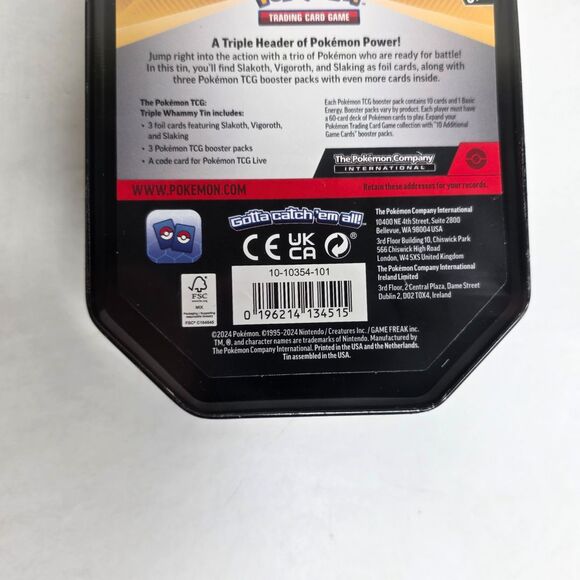 TRADING CARD GAME
A Triple Header of Pokémon Power!
Jump right into the action with a trio of Pokémon who are ready for battle!
In this tin, you'll find Slakoth, Vigoroth, and Slaking as foil cards, along with
three Pokémon TCG booster packs with even more cards inside.
The Pokémon TCG:
Triple Whammy Tin includes:
• 3 foil cards featuring Slakoth, Vigoroth,
and Slaking
• 3 Pokémon TCG booster packs
• A code card for Pokémon TCG Live
Each Pokémon TCG booster pack contains 10 cards and 1 Basic
Energy. Booster packs vary by product. Each player must have
a 60-card deck of Pokémon cards to play. Expand your
Pokémon Trading Card Game collection with "10 Additional
Game Cards" booster packs.
The Pokémon Company
INTERNATIONAL
WWW.POKEMON.COM
Retain these addresses for your records.
Gotta catch 'em all!
CE UK
CA
10-10354-101
0 196214 134515
FSC
MIX
Packaging | Supporting
responsible forestry
FSC® C104645
The Pokémon Company International
10400 NE 4th Street, Suite 2800
Bellevue, WA 98004 USA
3rd Floor Building 10, Chiswick Park
566 Chiswick High Road
London, W4 5XS United Kingdom
The Pokémon Company International
Ireland Limited
3rd Floor, 2 Central Plaza, Dame Street
Dublin 2, D02 T0X4, Ireland
©2024 Pokémon. ©1995-2024 Nintendo / Creatures Inc. / GAME FREAK inc.
TM, ®, and character names are trademarks of Nintendo. Manufactured by
The Pokémon Company International. Printed in the USA and the Netherlands.
Tin assembled in the USA.